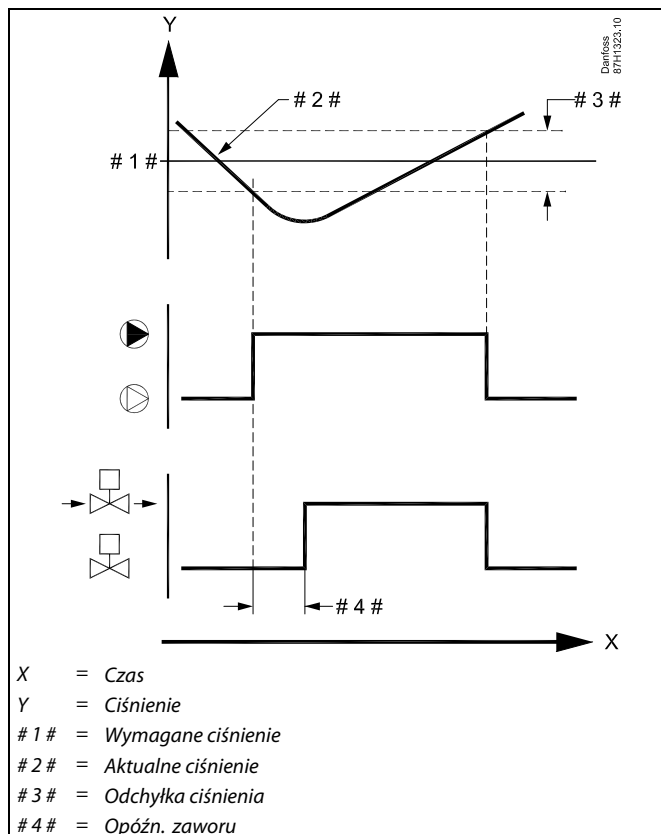 Y
Danfoss
87H1323.10
# 2 #
# 3 #
# 1 #
# 4 #
X
X = Czas
Y = Ciśnienie
# 1 # = Wymagane ciśnienie
# 2 # = Aktualne ciśnienie
# 3 # = Odchyłka ciśnienia
# 4 # = Opóźn. zaworu